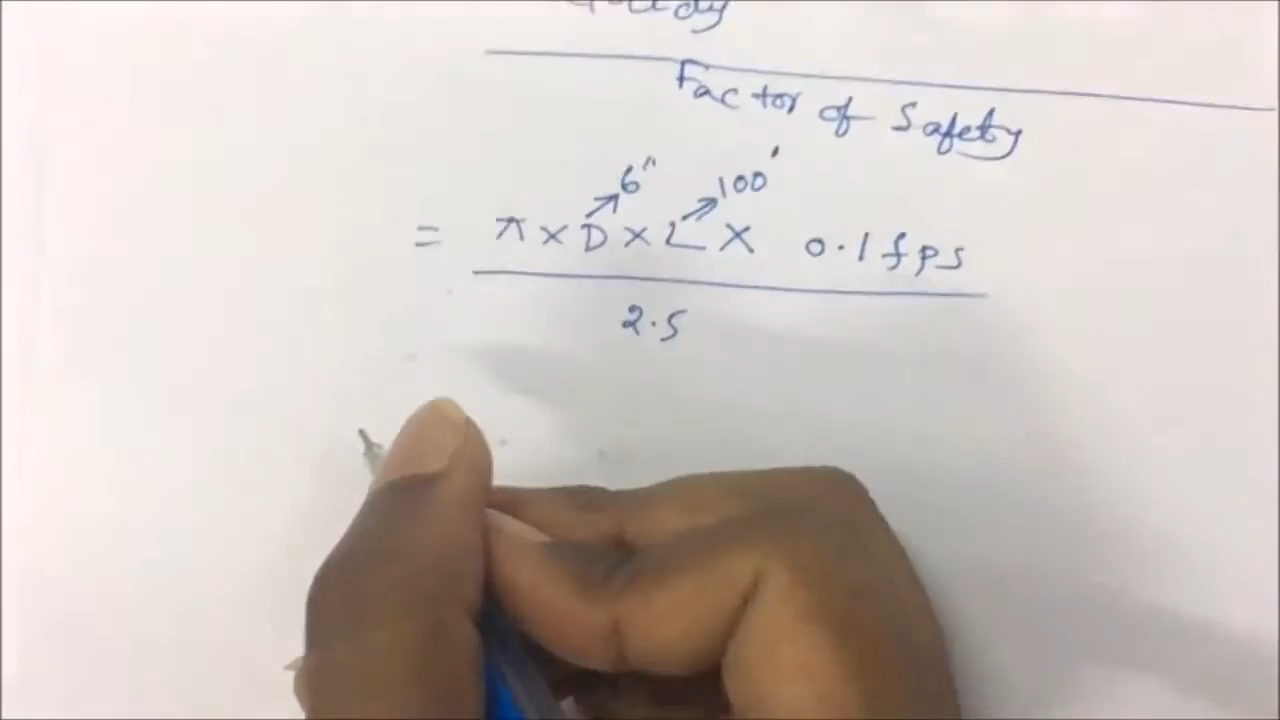 Factor of Safety
6" 100'
= π × D × L × 0.1 fps
2.5